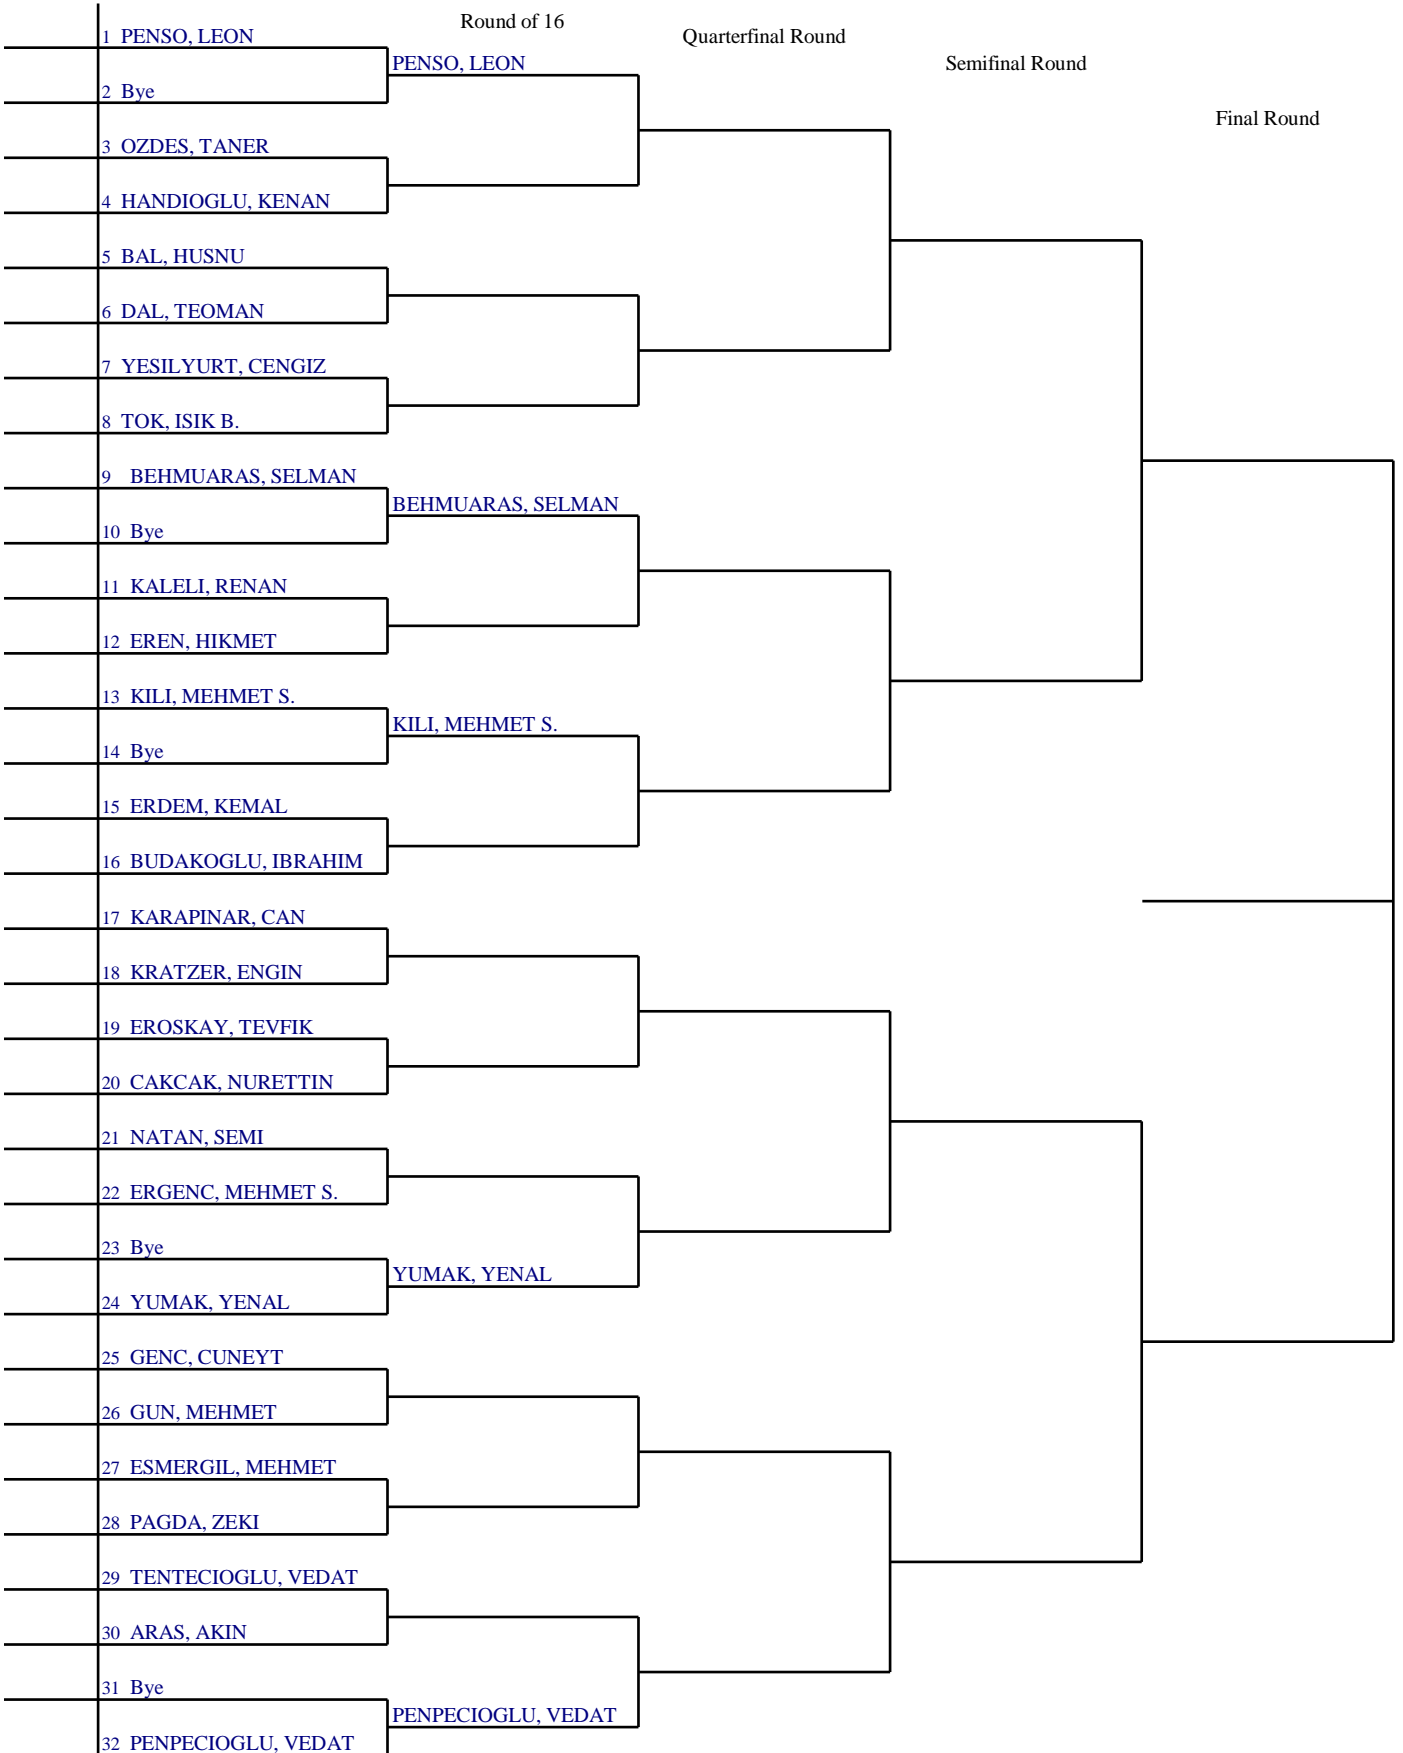 Round of 16
Quarterfinal Round
Semifinal Round
Final Round
1 PENSO, LEON
PENSO, LEON
2 Bye
3 OZDES, TANER
4 HANDIOGLU, KENAN
5 BAL, HUSNU
6 DAL, TEOMAN
7 YESILYURT, CENGIZ
8 TOK, ISIK B.
9 BEHMUARAS, SELMAN
BEHMUARAS, SELMAN
10 Bye
11 KALELI, RENAN
12 EREN, HIKMET
13 KILI, MEHMET S.
KILI, MEHMET S.
14 Bye
15 ERDEM, KEMAL
16 BUDAKOGLU, IBRAHIM
17 KARAPINAR, CAN
18 KRATZER, ENGIN
19 EROSKAY, TEVFIK
20 CAKCAK, NURETTIN
21 NATAN, SEMI
22 ERGENC, MEHMET S.
23 Bye
YUMAK, YENAL
24 YUMAK, YENAL
25 GENC, CUNEYT
26 GUN, MEHMET
27 ESMERGIL, MEHMET
28 PAGDA, ZEKI
29 TENTECIOGLU, VEDAT
30 ARAS, AKIN
31 Bye
PENPECIOGLU, VEDAT
32 PENPECIOGLU, VEDAT